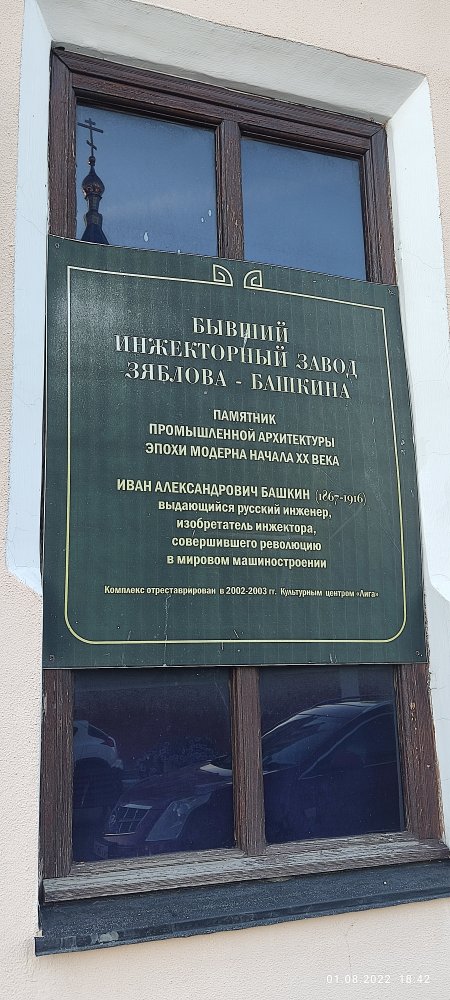 БЫВШИЙ
ИНЖЕКТОРНЫЙ ЗАВОД
ЗЯБЛОВА - БАШКИНА
ПАМЯТНИК
ПРОМЫШЛЕННОЙ АРХИТЕКТУРЫ
ЭПОХИ МОДЕРНА НАЧАЛА XX ВЕКА
ИВАН АЛЕКСАНДРОВИЧ БАШКИН (1867-1916)
выдающийся русский инженер,
изобретатель инжектора,
совершившего революцию
в мировом машиностроении
Комплекс отреставрирован в 2002-2003 гг. Культурным центром «Лига»
01.08.2022 18:42